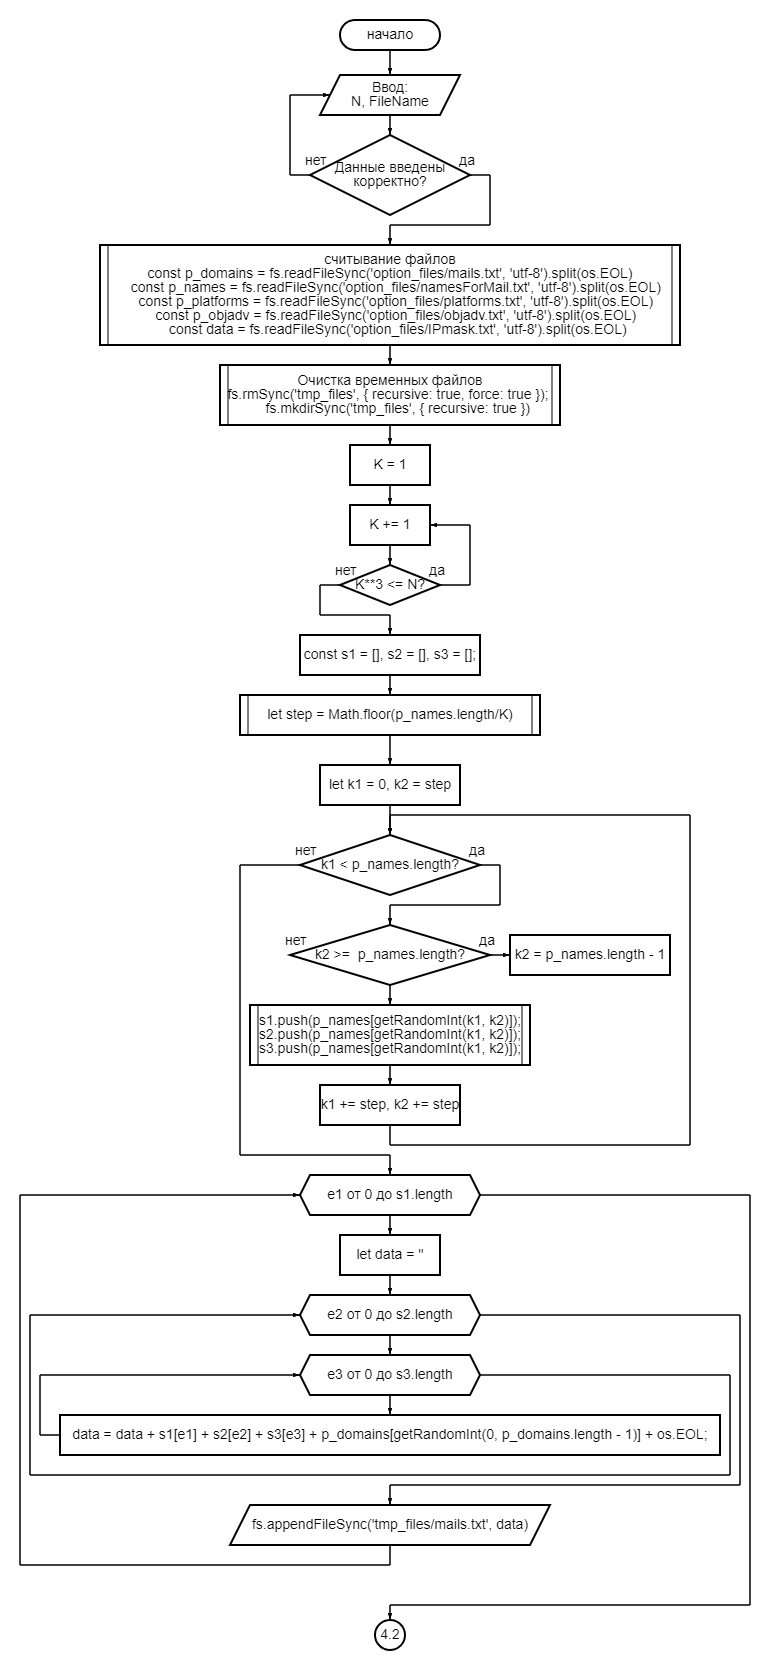 начало
Ввод:
N, FileName
нет
да
Данные введены
корректно?
считывание файлов
const p_domains = fs.readFileSync('option_files/mails.txt', 'utf-8').split(os.EOL)
const p_names = fs.readFileSync('option_files/namesForMail.txt', 'utf-8').split(os.EOL)
const p_platforms = fs.readFileSync('option_files/platforms.txt', 'utf-8').split(os.EOL)
const p_objadv = fs.readFileSync('option_files/objadv.txt', 'utf-8').split(os.EOL)
const data = fs.readFileSync('option_files/IPmask.txt', 'utf-8').split(os.EOL)
Очистка временных файлов
fs.rmSync('tmp_files', { recursive: true, force: true });
fs.mkdirSync('tmp_files', { recursive: true })
K = 1
K += 1
нет
да
K**3 <= N?
const s1 = [], s2 = [], s3 = [];
let step = Math.floor(p_names.length/K)
let k1 = 0, k2 = step
нет
да
k1 < p_names.length?
нет
да
k2 >= p_names.length?
k2 = p_names.length - 1
s1.push(p_names[getRandomInt(k1, k2)]);
s2.push(p_names[getRandomInt(k1, k2)]);
s3.push(p_names[getRandomInt(k1, k2)]);
k1 += step, k2 += step
e1 от 0 до s1.length
let data = ''
e2 от 0 до s2.length
e3 от 0 до s3.length
data = data + s1[e1] + s2[e2] + s3[e3] + p_domains[getRandomInt(0, p_domains.length - 1)] + os.EOL;
fs.appendFileSync('tmp_files/mails.txt', data)
4.2